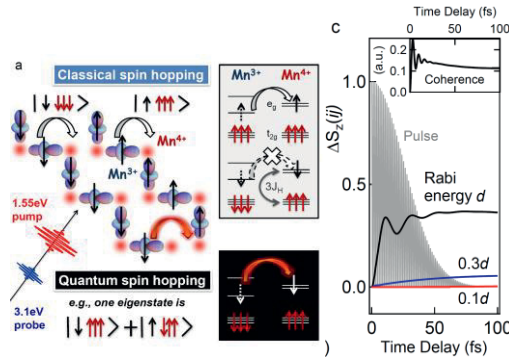 a
Classical spin hopping
| ↓ ↓↓↓ >
| ↑ ↑↑↑ >
Mn4+
Mn3+
1.55eV
pump
3.1eV
probe
Quantum spin hopping
e.g., one eigenstate is
| ↓ ↑↑↑ > + | ↑ ↓↑↑ >
Mn3+ Mn4+
eg
t2g
3JH
)
c
Time Delay (fs)
0 50 100
(a.u.)
0.2
0.1
0.0
Coherence
ΔSz(ij)
1.0
0.5
0.0
Pulse
Rabi
energy d
0.3d
0.1d
0 50 100
Time Delay (fs)